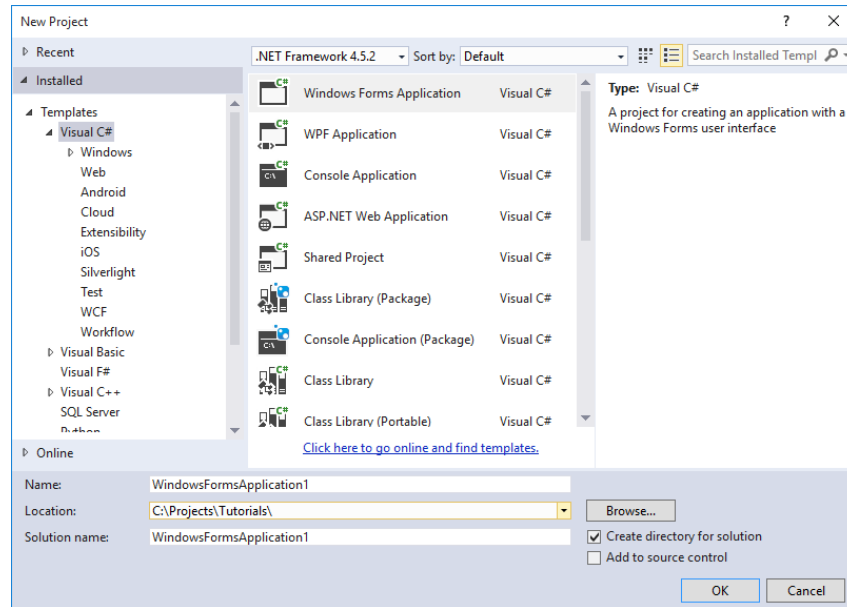 New Project
Recent
.NET Framework 4.5.2
Sort by: Default
Search Installed Templ
Installed
Templates
Visual C#
Windows
Web
Android
Cloud
Extensibility
iOS
Silverlight
Test
WCF
Workflow
Visual Basic
Visual F#
Visual C++
SQL Server
Python
Online
Windows Forms Application Visual C#
WPF Application Visual C#
Console Application Visual C#
ASP.NET Web Application Visual C#
Shared Project Visual C#
Class Library (Package) Visual C#
Console Application (Package) Visual C#
Class Library Visual C#
Class Library (Portable) Visual C#
Click here to go online and find templates.
Type: Visual C#
A project for creating an application with a
Windows Forms user interface
Name: WindowsFormsApplication1
Location: C:\Projects\Tutorials\
Browse...
Solution name: WindowsFormsApplication1
Create directory for solution
Add to source control
OK
Cancel